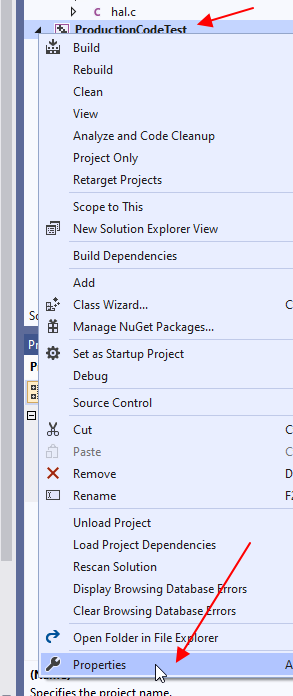 hal.c
ProductionCodeTest
Build
Rebuild
Clean
View
Analyze and Code Cleanup
Project Only
Retarget Projects
Scope to This
New Solution Explorer View
Build Dependencies
Add
Class Wizard...
Manage NuGet Packages...
Set as Startup Project
Debug
Source Control
Cut
Paste
Remove
Rename
Unload Project
Load Project Dependencies
Rescan Solution
Display Browsing Database Errors
Clear Browsing Database Errors
Open Folder in File Explorer
Properties
Specifies the project name.